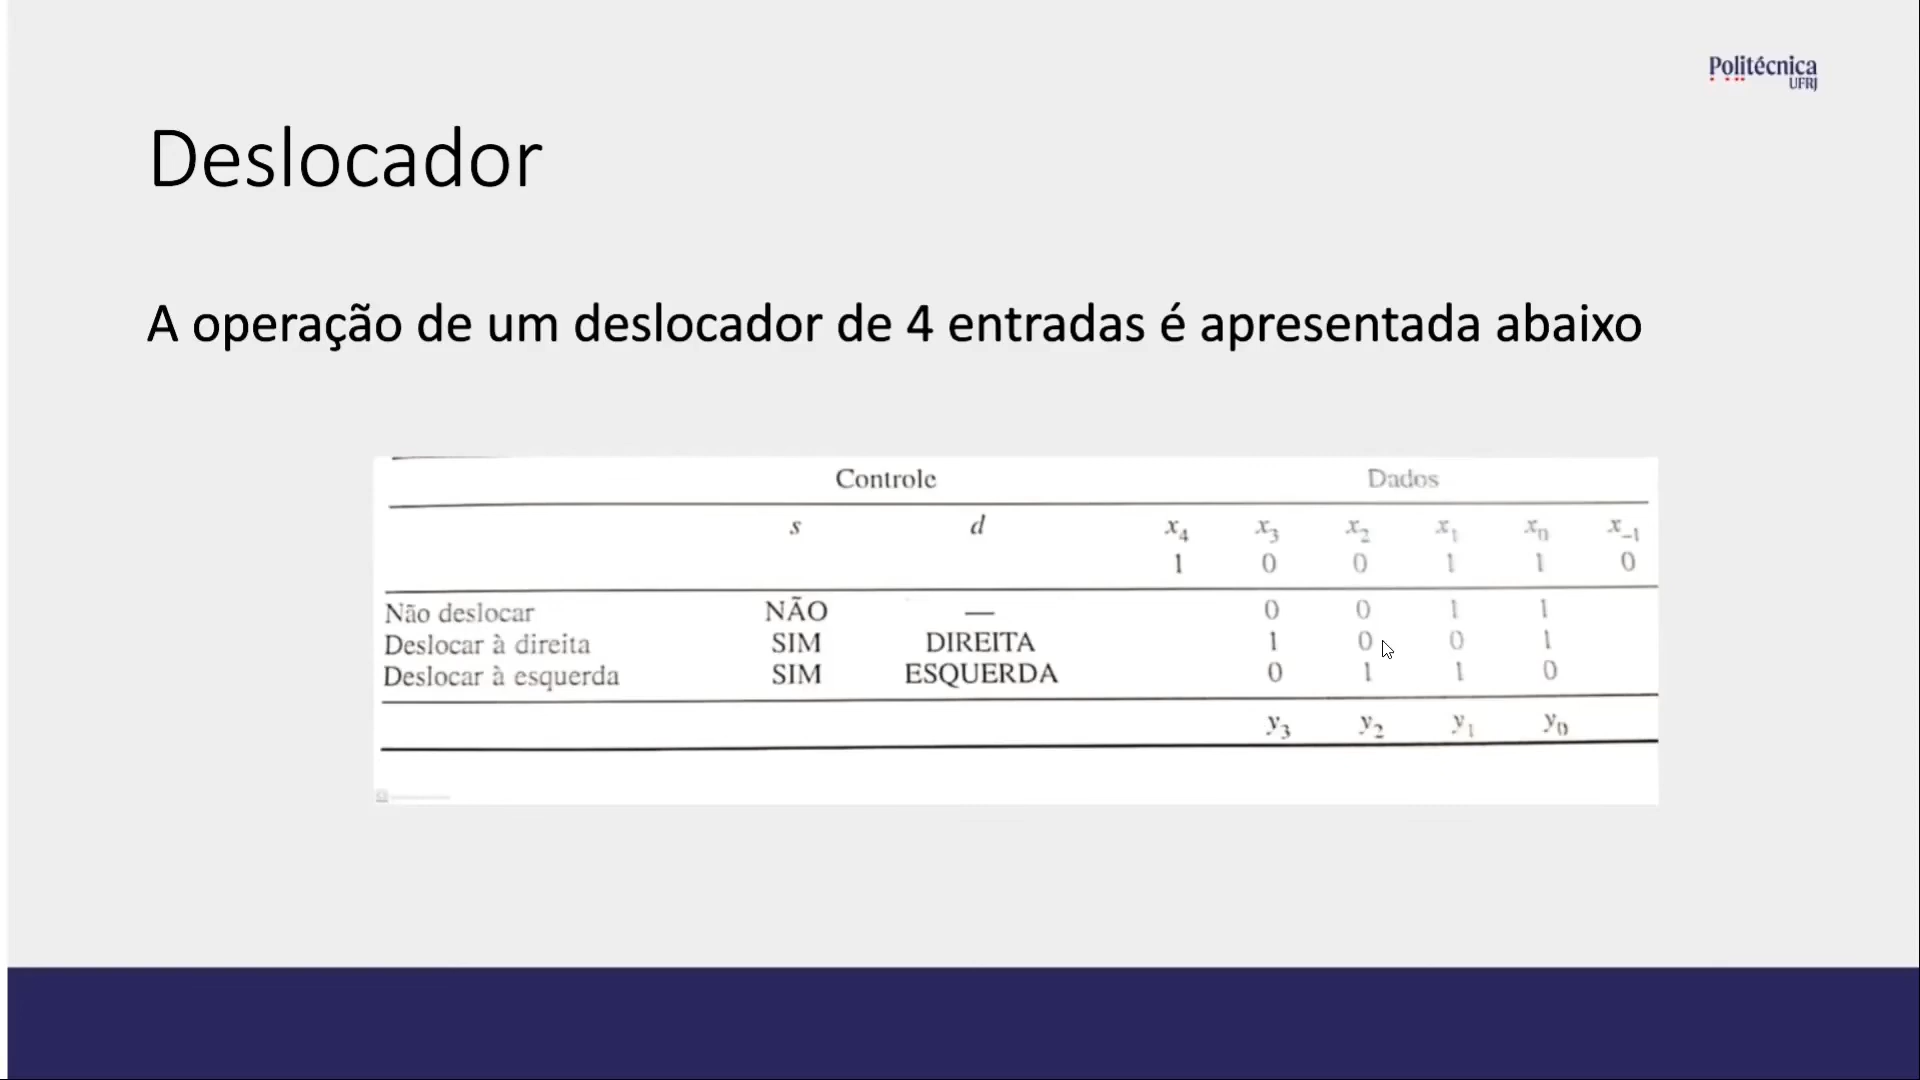 Politécnica
UFRJ
Deslocador
A operação de um deslocador de 4 entradas é apresentada abaixo
Controle Dados
s d x4 x3 x2 x1 x0 x-1
1 0 0 1 1 0
Não deslocar NÃO — 0 0 1 1
Deslocar à direita SIM DIREITA 1 0 0 1
Deslocar à esquerda SIM ESQUERDA 0 1 1 0
y3 y2 y1 y0